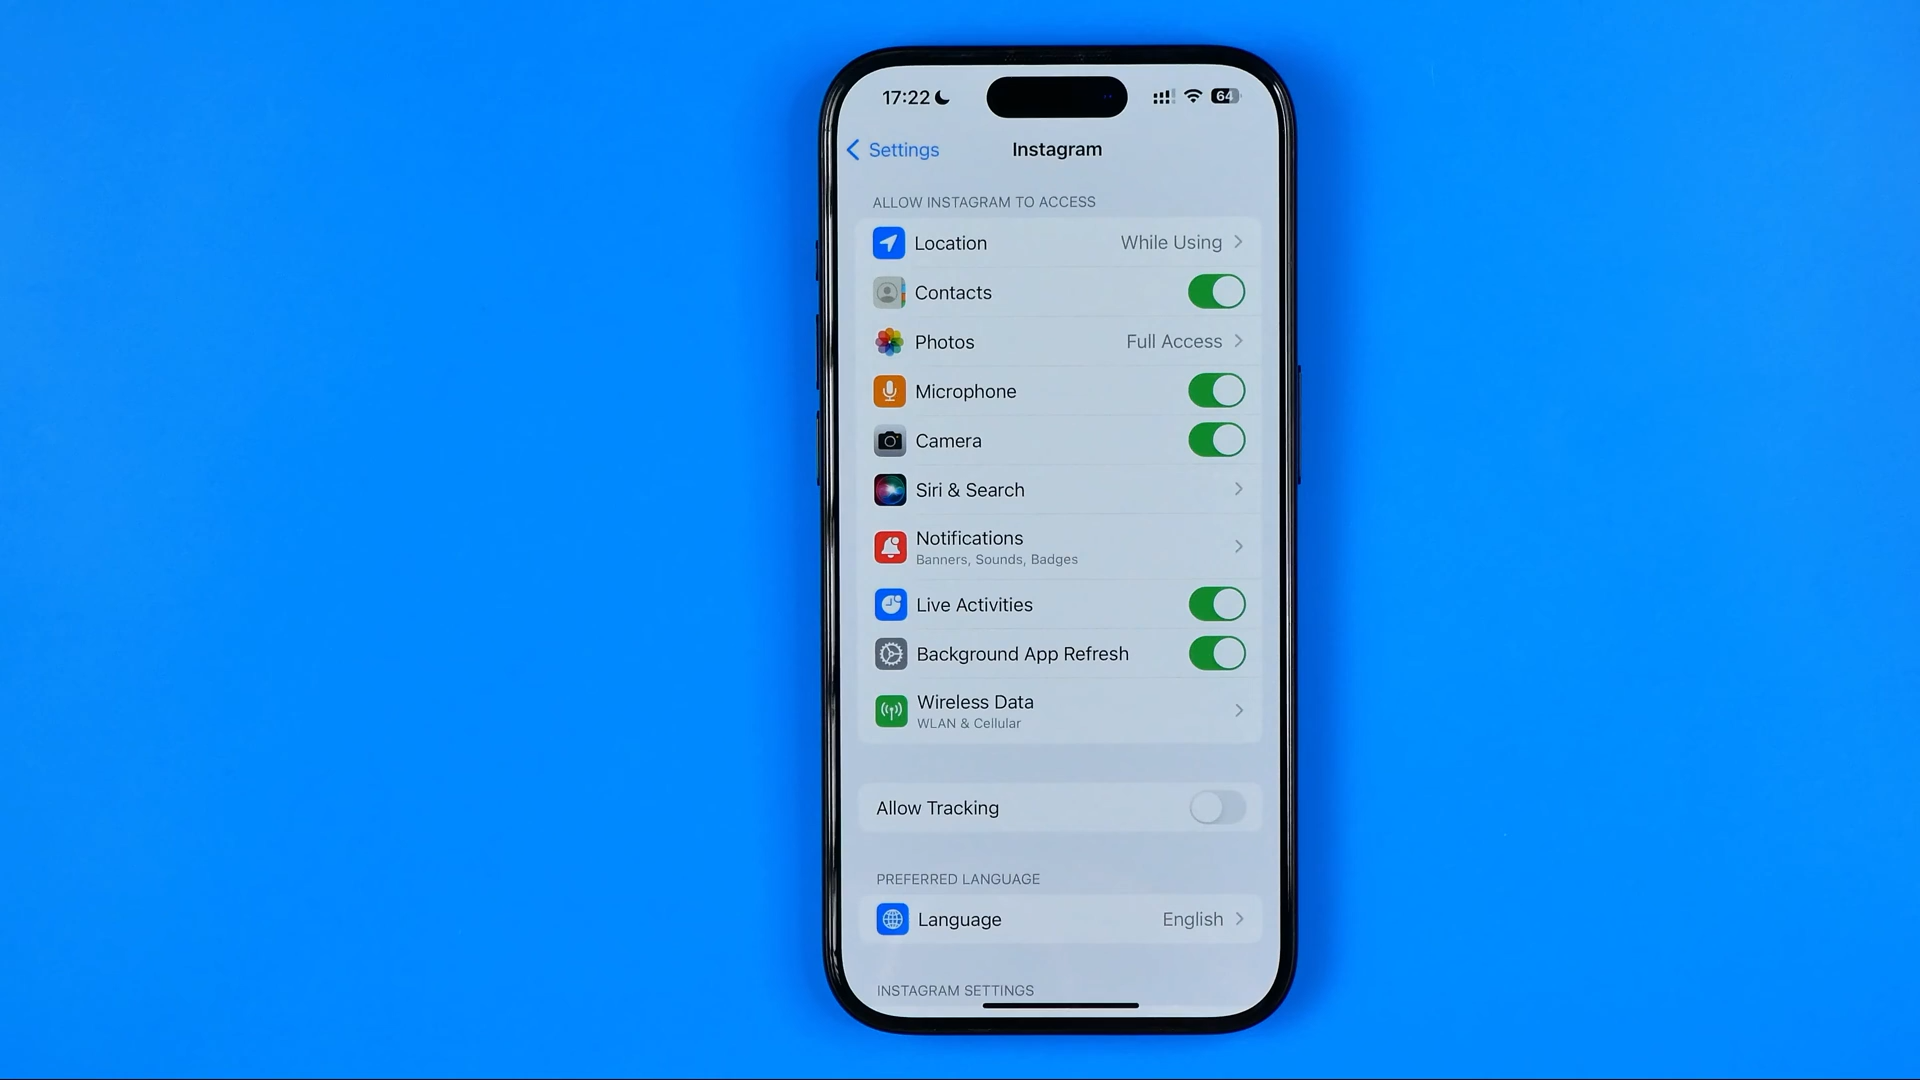 17:22 64
Settings Instagram
ALLOW INSTAGRAM TO ACCESS
Location While Using
Contacts
Photos Full Access
Microphone
Camera
Siri & Search
Notifications
Banners, Sounds, Badges
Live Activities
Background App Refresh
Wireless Data
WLAN & Cellular
Allow Tracking
PREFERRED LANGUAGE
Language English
INSTAGRAM SETTINGS